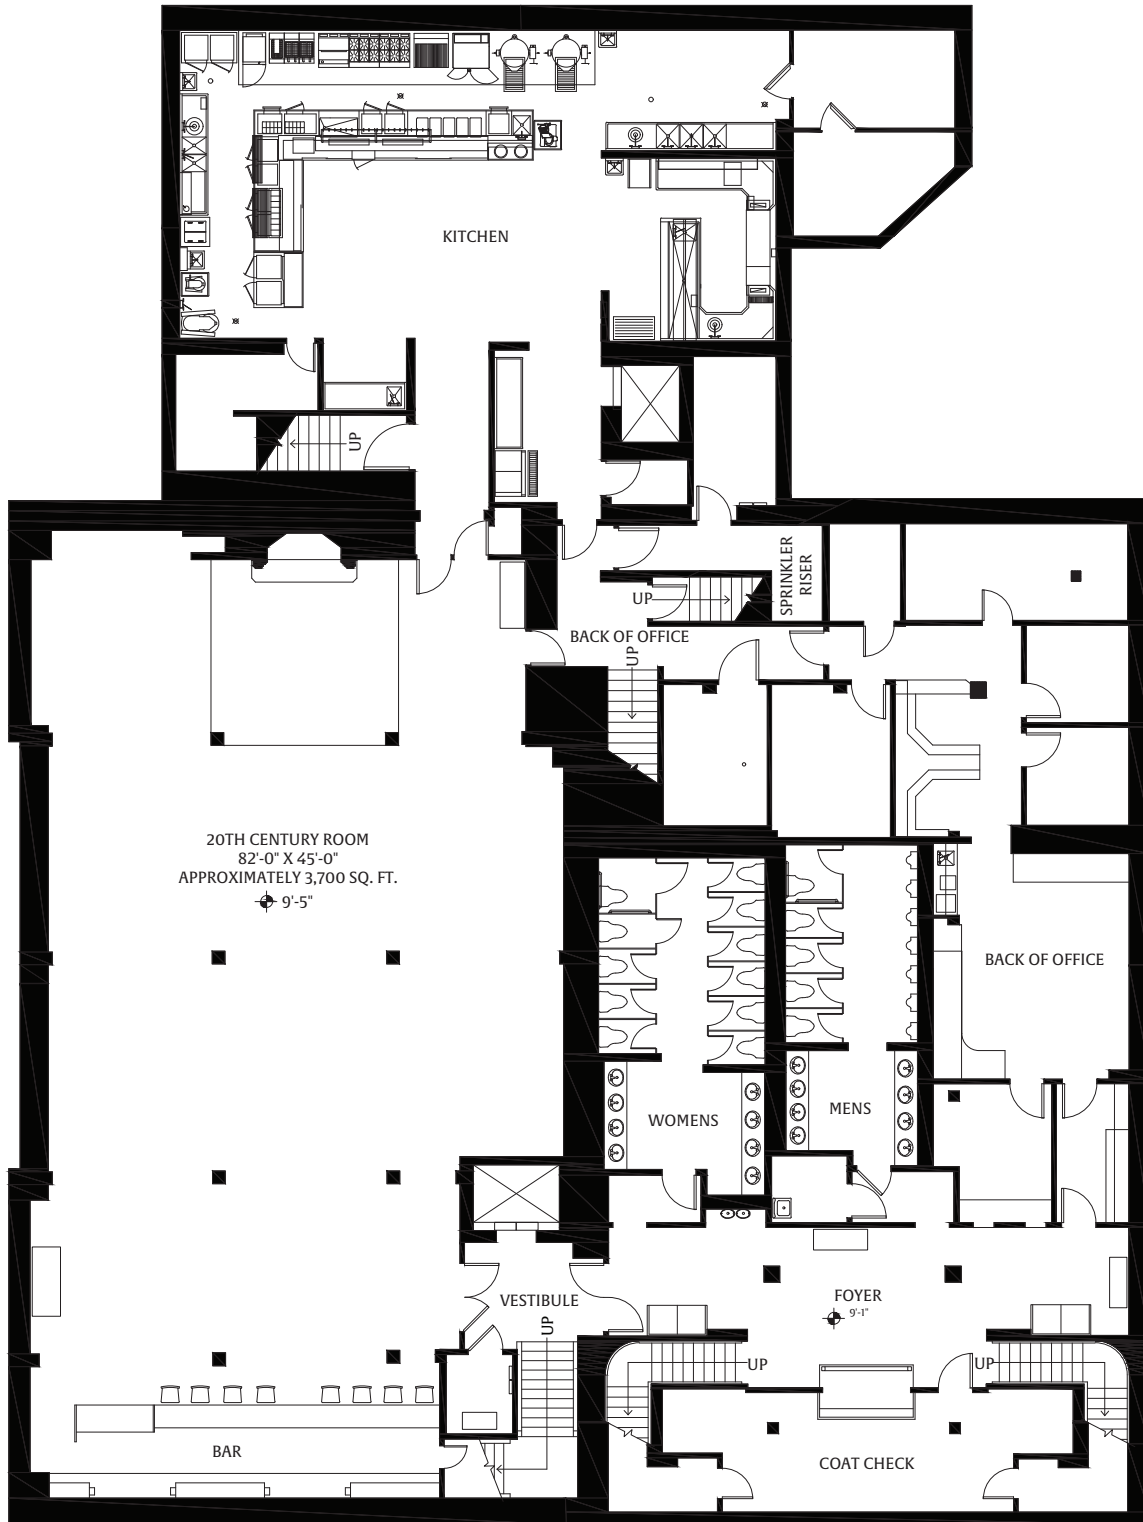 KITCHEN
UP
SPRINKLER
RISER
UP
BACK OF OFFICE
UP
20TH CENTURY ROOM
82'-0" X 45'-0"
APPROXIMATELY 3,700 SQ. FT.
9'-5"
BACK OF OFFICE
WOMENS
MENS
VESTIBULE
FOYER
9'-1"
UP
UP
UP
BAR
COAT CHECK